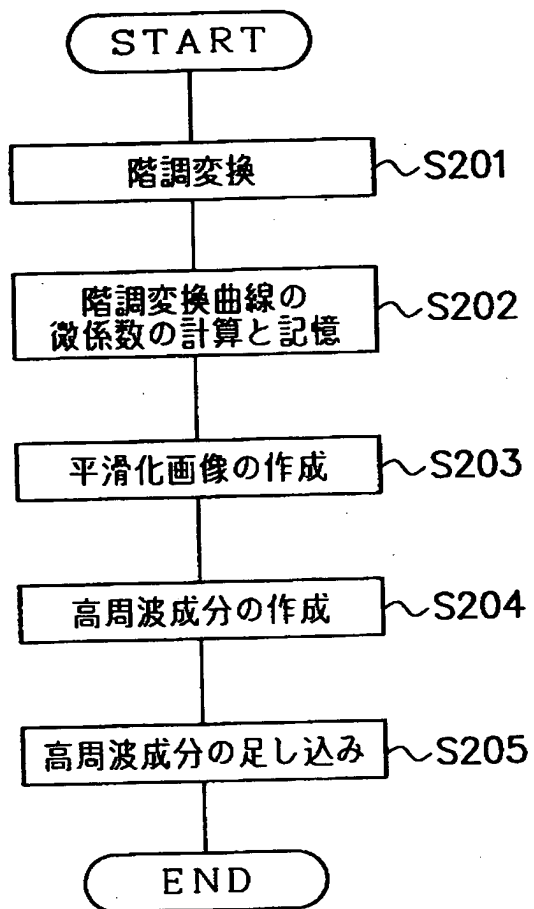 START
階調変換
S201
階調変換曲線の
微係数の計算と記憶
S202
平滑化画像の作成
S203
高周波成分の作成
S204
高周波成分の足し込み
S205
END